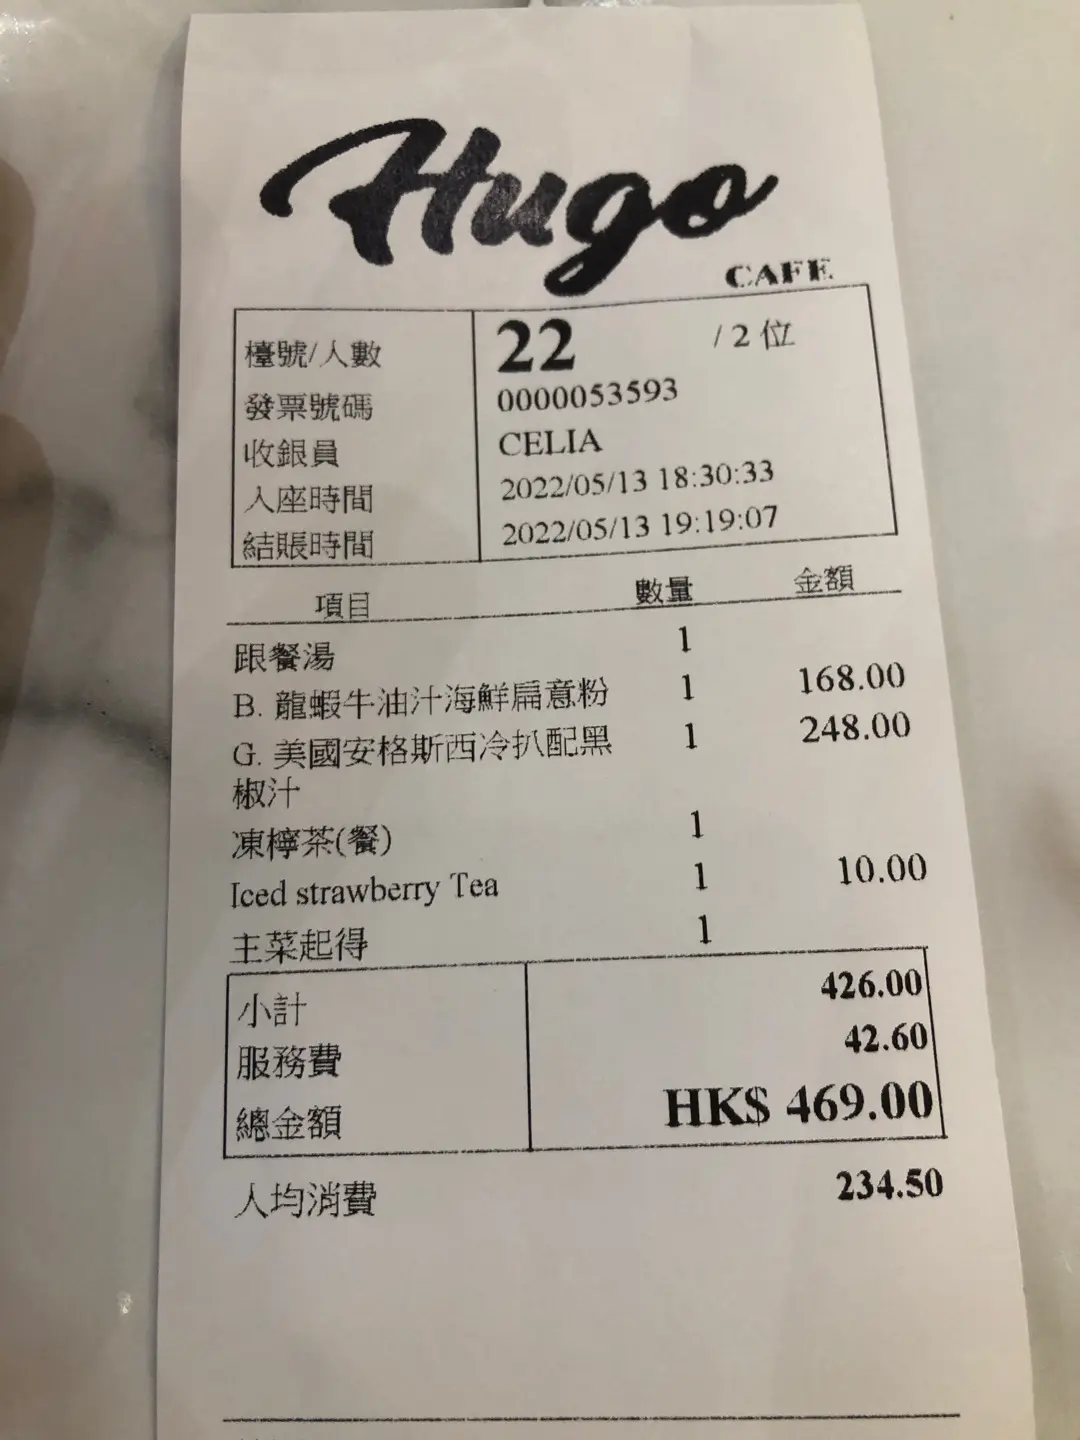 Hugo
CAFE
檯號/人數 22 / 2 位
發票號碼 0000053593
收銀員 CELIA
入座時間 2022/05/13 18:30:33
結賬時間 2022/05/13 19:19:07
項目 數量 金額
跟餐湯 1
B. 龍蝦牛油汁海鮮扁意粉 1 168.00
G. 美國安格斯西冷扒配黑 1 248.00
椒汁
凍檸茶(餐) 1
Iced strawberry Tea 1 10.00
主菜起得 1
小計 426.00
服務費 42.60
總金額 HK$ 469.00
人均消費 234.50